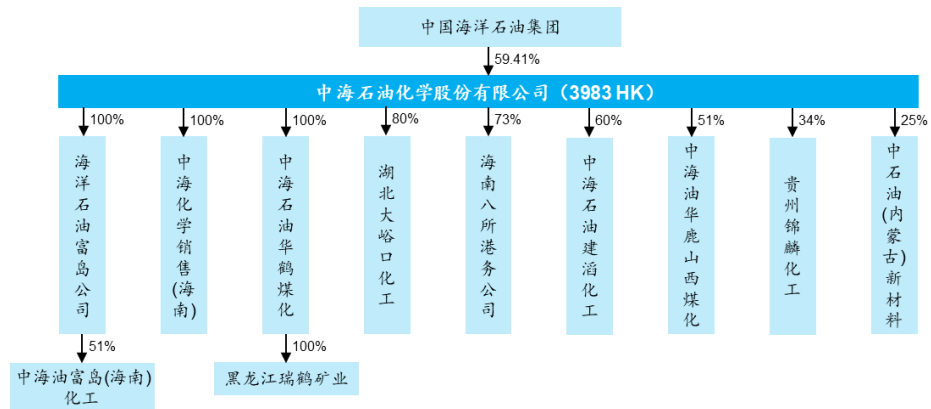 中国海洋石油集团
59.41%
中海石油化学股份有限公司（3983 HK）
100%
100%
100%
80%
73%
60%
51%
34%
25%
海洋石油富岛公司
中海化学销售(海南)
中海石油华鹤煤化
湖北大峪口化工
海南八所港务公司
中海石油建滔化工
中海油华鹿山西煤化
贵州锦麟化工
中石油(内蒙古)新材料
51%
100%
中海油富岛(海南)
化工
黑龙江瑞鹤矿业